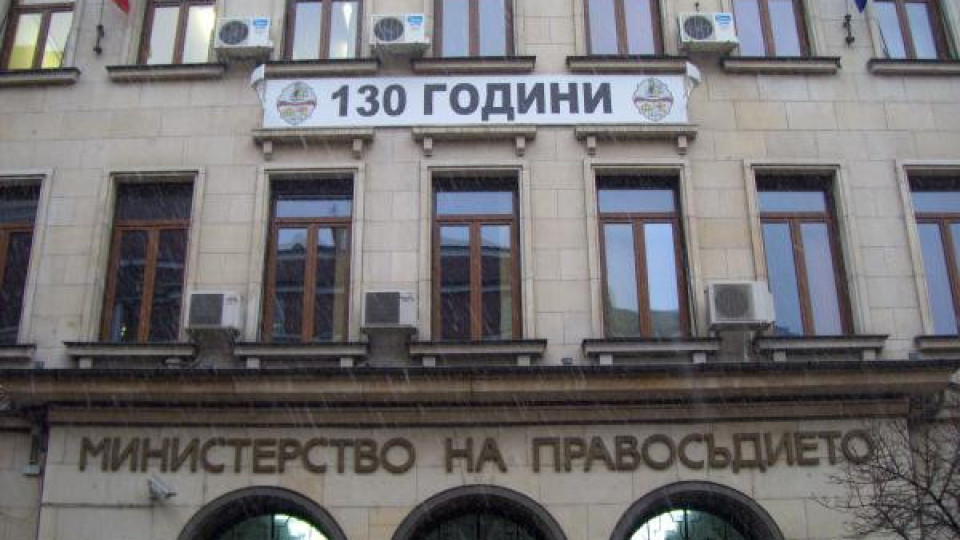 130 ГОДИНИ
МИНИСТЕРСТВО НА ПРАВОСЪДИЕТО